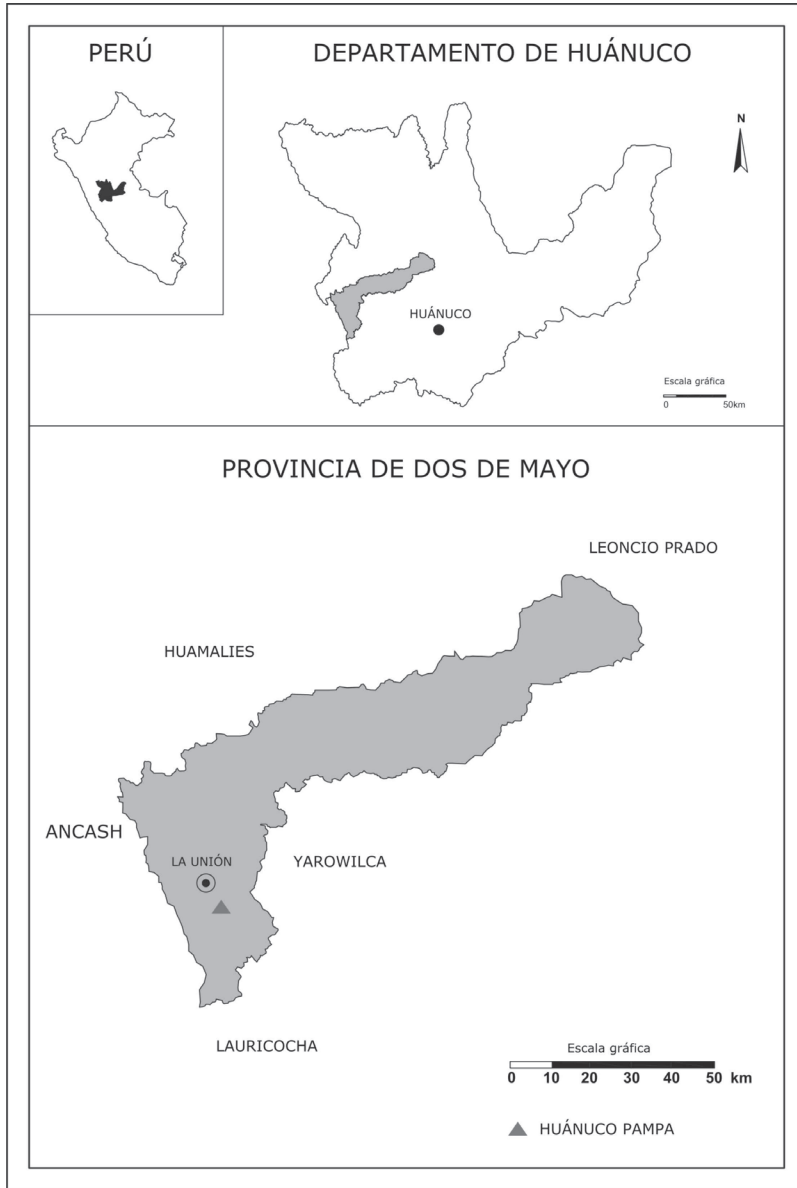 PERÚ
DEPARTAMENTO DE HUÁNUCO
N
HUÁNUCO
Escala gráfica
0 50km
PROVINCIA DE DOS DE MAYO
LEONCIO PRADO
HUAMALIES
ANCASH
LA UNIÓN
YAROWILCA
LAURICOCHA
Escala gráfica
0 10 20 30 40 50 km
HUÁNUCO PAMPA